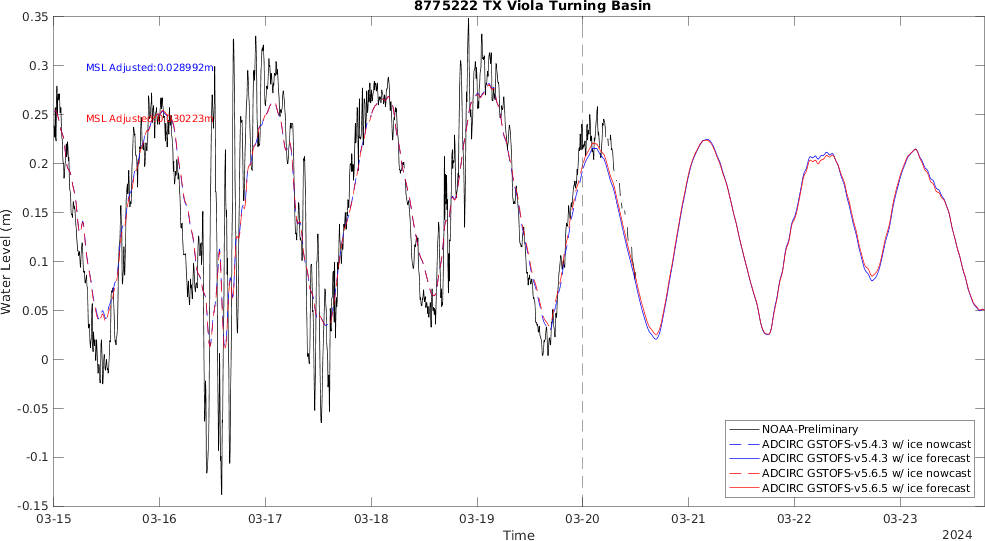 8775222 TX Viola Turning Basin
0.35
0.3
0.25
0.2
0.15
0.1
0.05
0
-0.05
-0.1
-0.15
Water Level (m)
MSL Adjusted:0.028992m
MSL Adjusted:0.030223m
NOAA-Preliminary
ADCIRC GSTOFS-v5.4.3 w/ ice nowcast
ADCIRC GSTOFS-v5.4.3 w/ ice forecast
ADCIRC GSTOFS-v5.6.5 w/ ice nowcast
ADCIRC GSTOFS-v5.6.5 w/ ice forecast
03-15 03-16 03-17 03-18 03-19 03-20 03-21 03-22 03-23
Time
2024